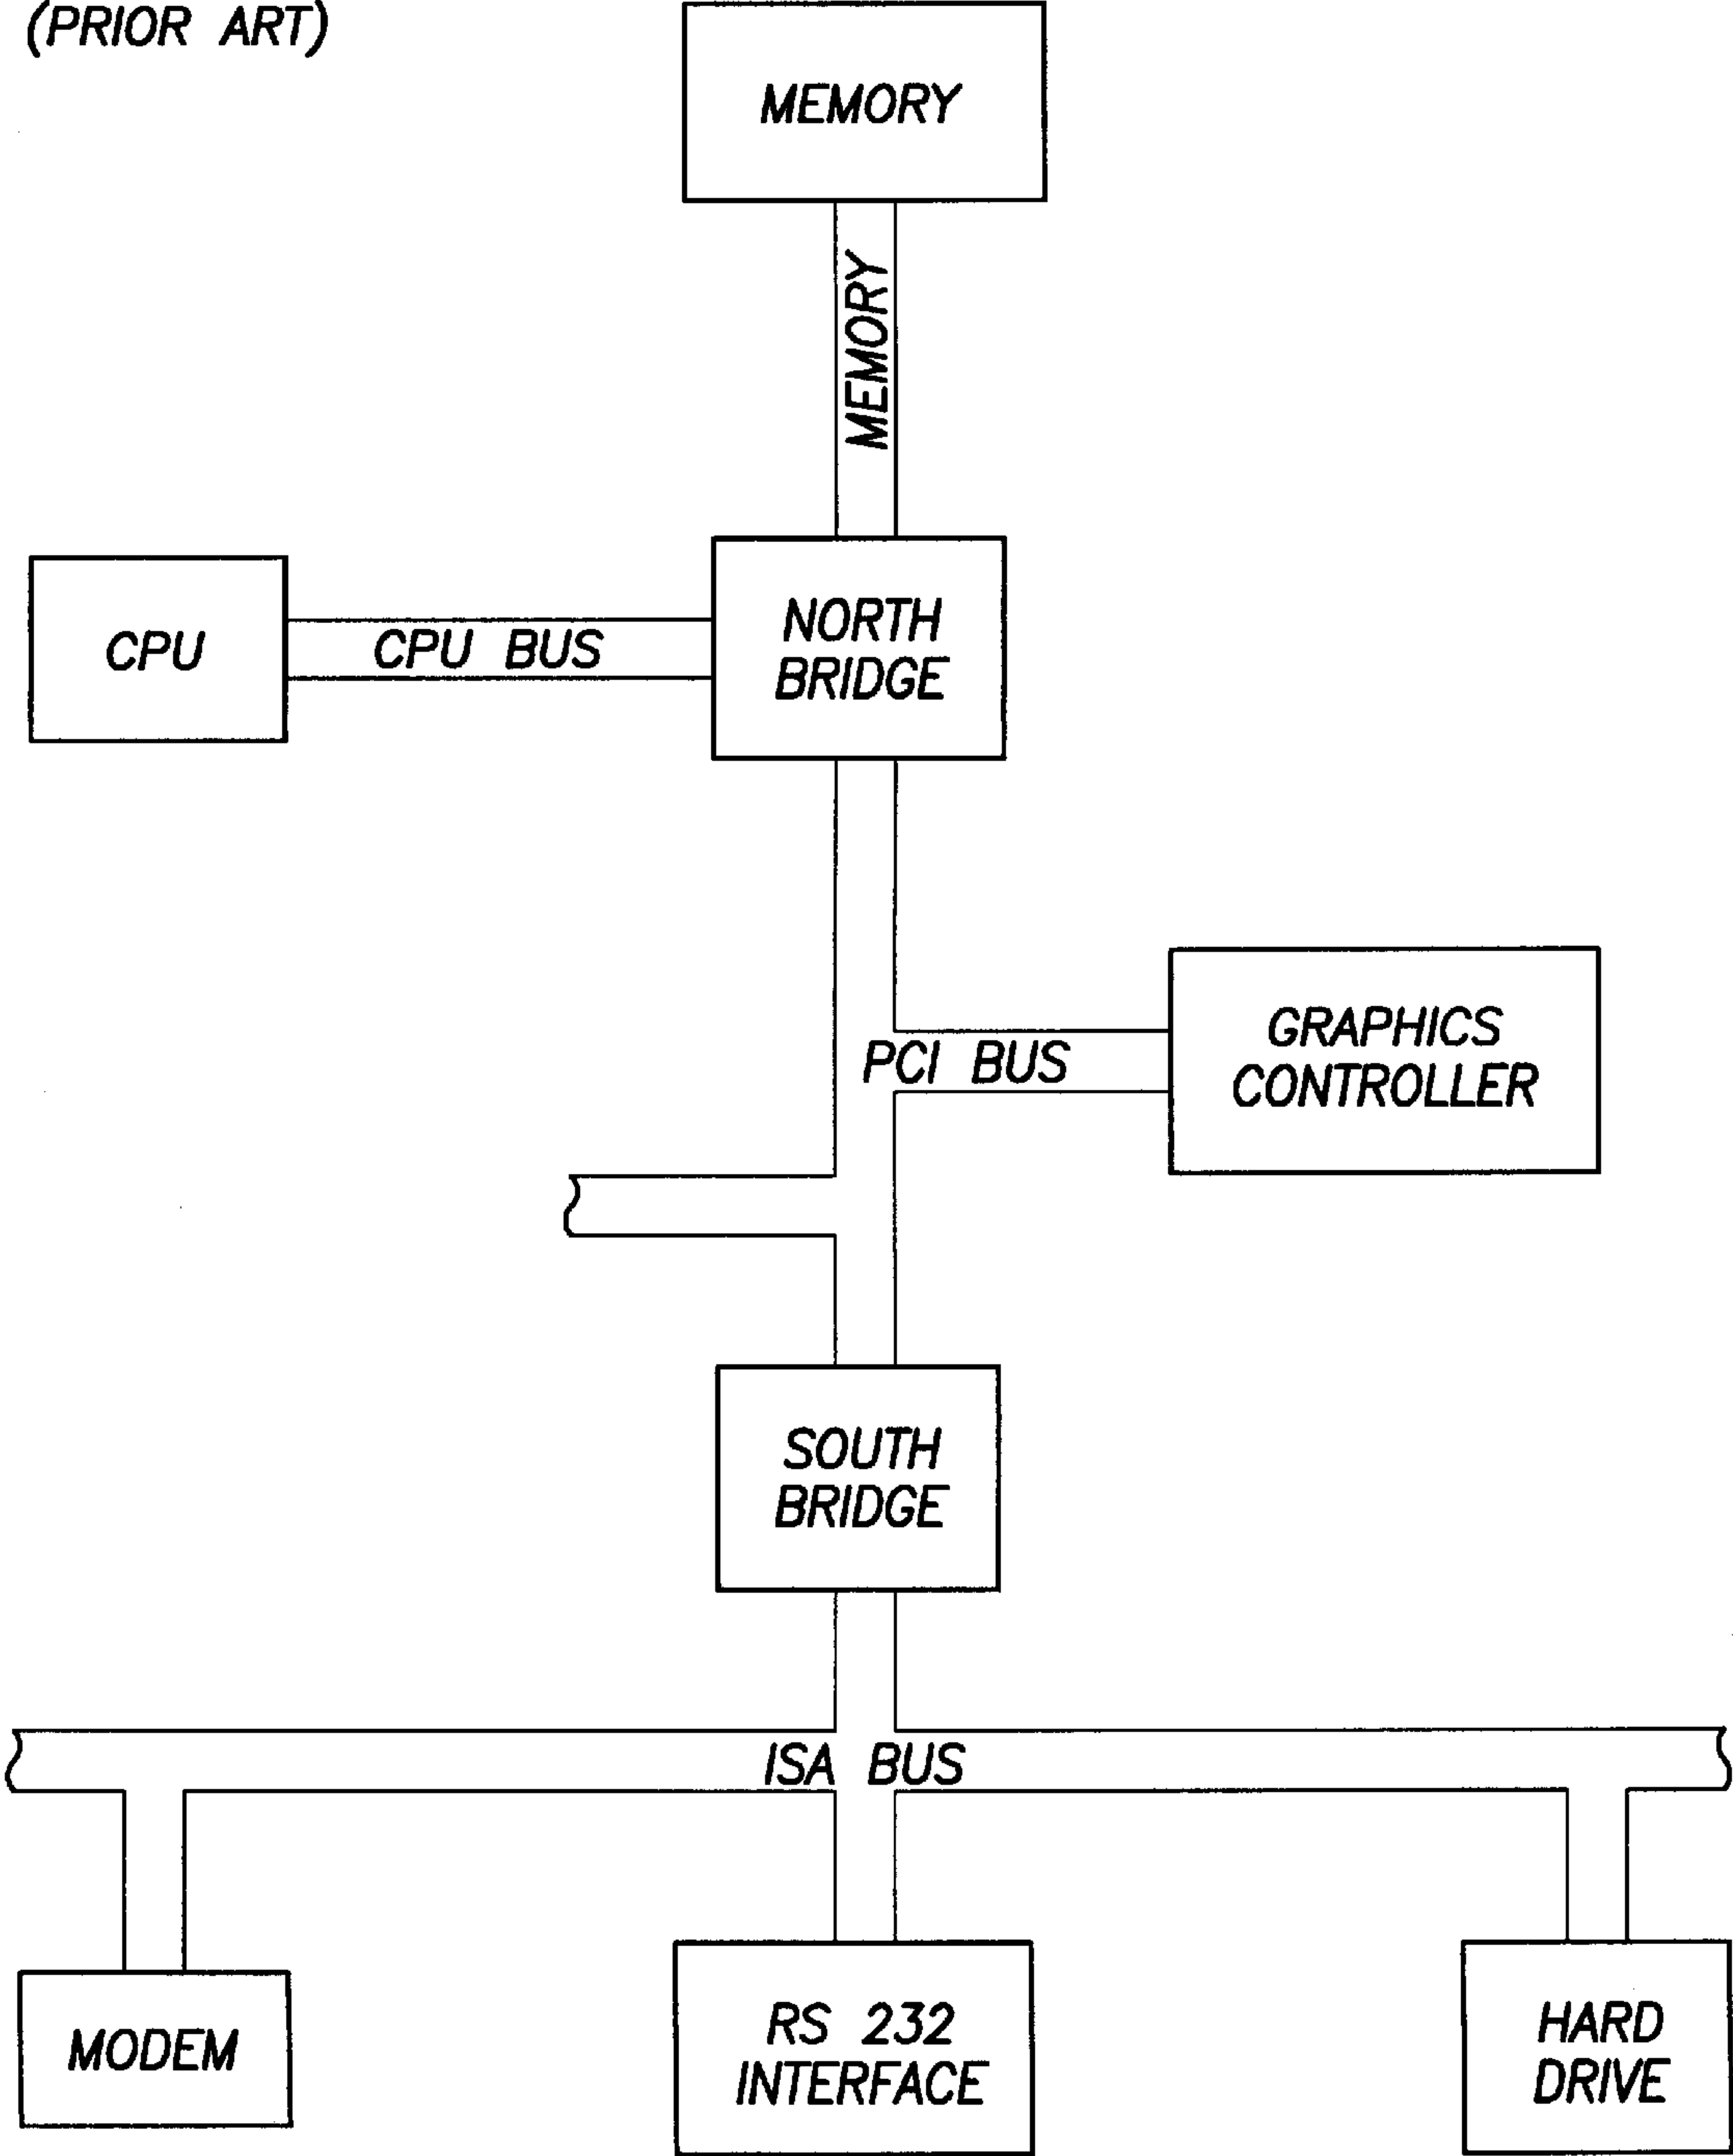 (PRIOR ART)
MEMORY
MEMORY
CPU
CPU BUS
NORTH
BRIDGE
GRAPHICS
CONTROLLER
PCI BUS
SOUTH
BRIDGE
ISA BUS
MODEM
RS 232
INTERFACE
HARD
DRIVE